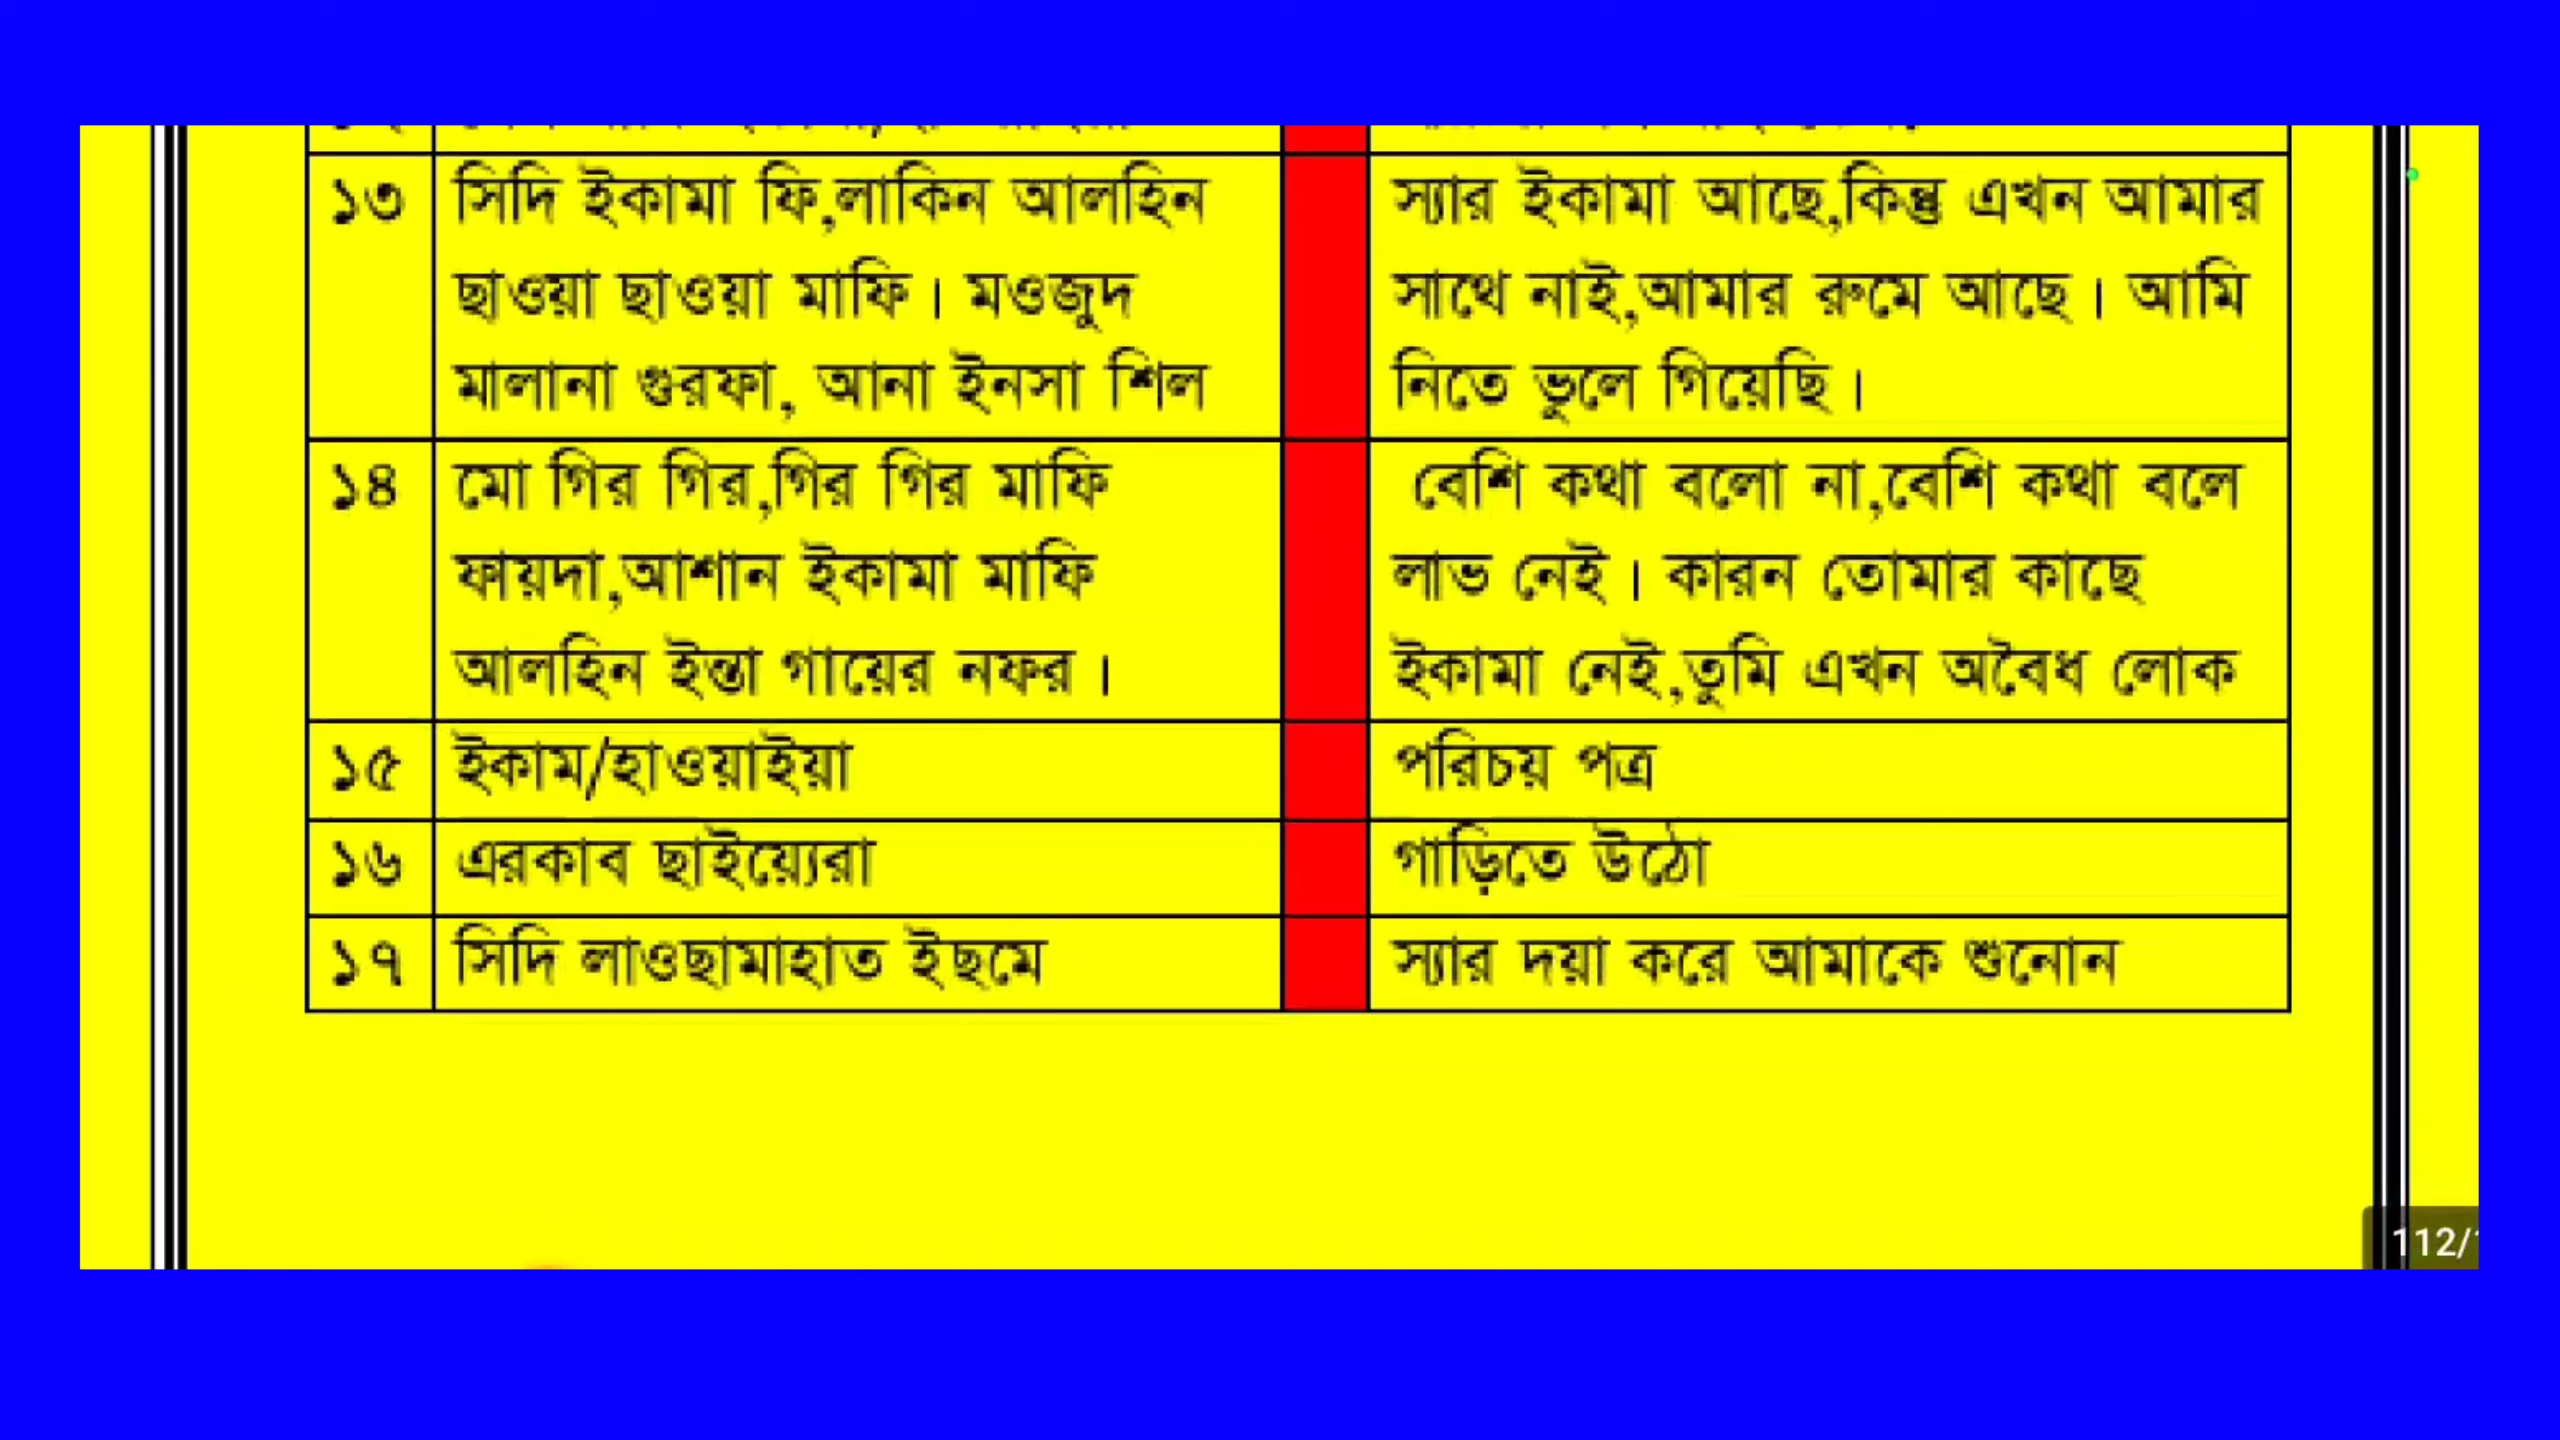 ১৩ সিদি ইকামা ফি,লাকিন আলহিন
ছাওয়া ছাওয়া মাফি। মওজুদ
মালানা গুরফা, আনা ইনসা শিল
স্যার ইকামা আছে,কিন্তু এখন আমার
সাথে নাই,আমার রুমে আছে। আমি
নিতে ভুলে গিয়েছি।
১৪ মো গির গির,গির গির মাফি
ফায়দা,আশান ইকামা মাফি
আলহিন ইন্তা গায়ের নফর।
বেশি কথা বলো না,বেশি কথা বলে
লাভ নেই। কারন তোমার কাছে
ইকামা নেই,তুমি এখন অবৈধ লোক
১৫ ইকাম/হাওয়াইয়া
পরিচয় পত্র
১৬ এরকাব ছাইয়্যেরা
গাড়িতে উঠো
১৭ সিদি লাওছামাহাত ইছমে
স্যার দয়া করে আমাকে শুনোন
112/